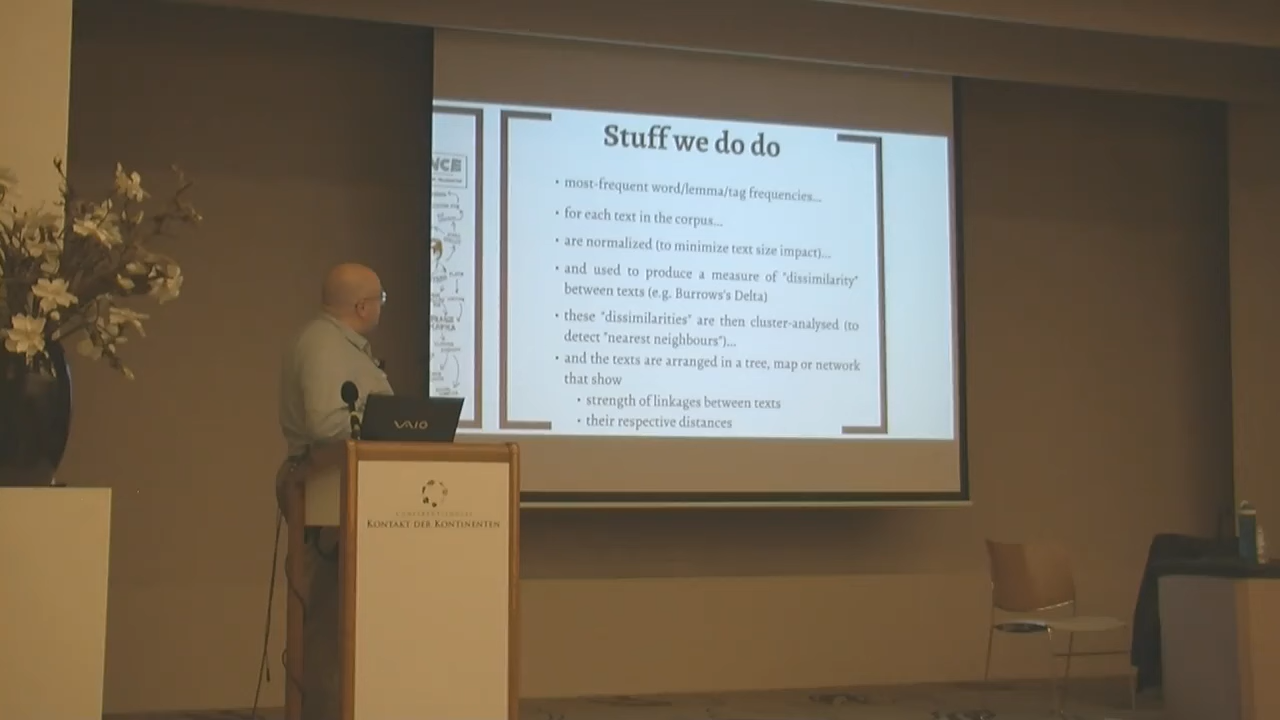 Stuff we do do
• most-frequent word/lemma/tag frequencies...
• for each text in the corpus...
• are normalized (to minimize text size impact)...
• and used to produce a measure of "dissimilarity"
between texts (e.g. Burrows's Delta)
• these "dissimilarities" are then cluster-analysed (to
detect "nearest neighbours")...
• and the texts are arranged in a tree, map or network
that show
• strength of linkages between texts
• their respective distances
NCE
VAIO
KONTAKT DER KONTINENTEN